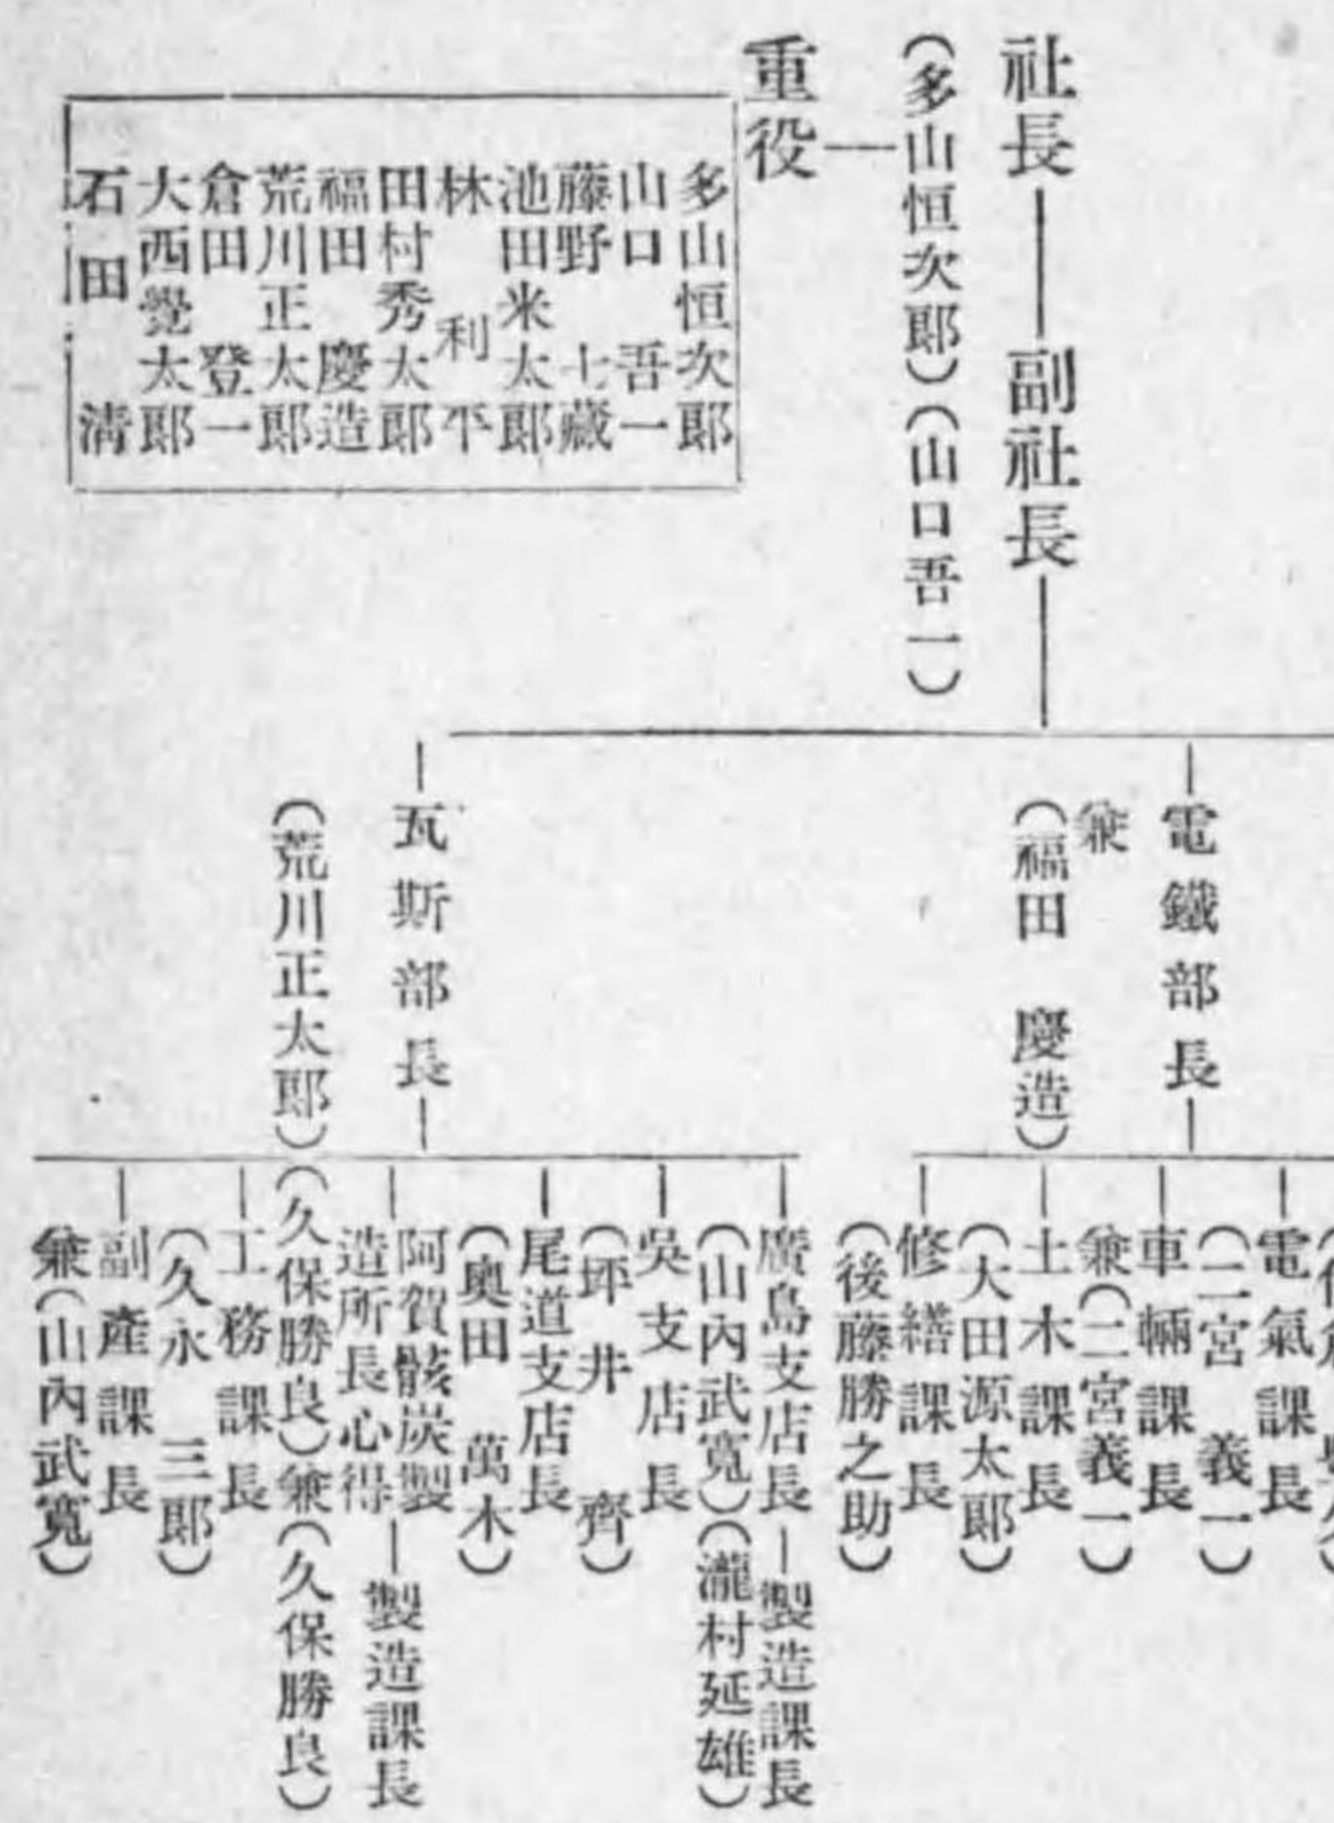 社長
副社長
(多山恒次郎)
(山口吾一)
重役
多山恒次郎
山口 吾一
藤野 七藏
池田米太郎
林 利平
田村秀太郎
福田 慶造
荒川正太郎
倉田 登一
大西覺太郎
石田 清
電鐵部長
兼
(福田 慶造)
電氣課長
(二宮 義一)
車輛課長
兼(二宮義一)
土木課長
(大田源太郎)
修繕課長
(後藤勝之助)
瓦斯部長
(荒川正太郎)
廣島支店長
製造課長
(山內武寬)
(瀧村延雄)
吳支店長
(坪井 齊)
尾道支店長
(奧田 萬木)
阿賀骸炭製
造所長心得
製造課長
(久保勝良)
兼(久保勝良)
工務課長
(久永 三郎)
副產課長
兼(山內武寬)